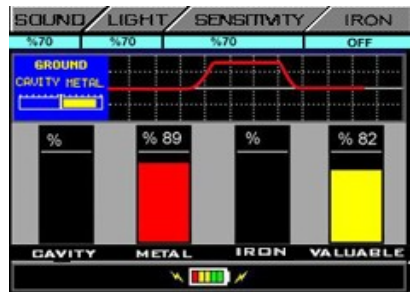 SOUND LIGHT SENSITIVITY IRON
%70 %70 %70 OFF
GROUND
CAVITY METAL
% % 89 % % 82
CAVITY METAL IRON VALUABLE